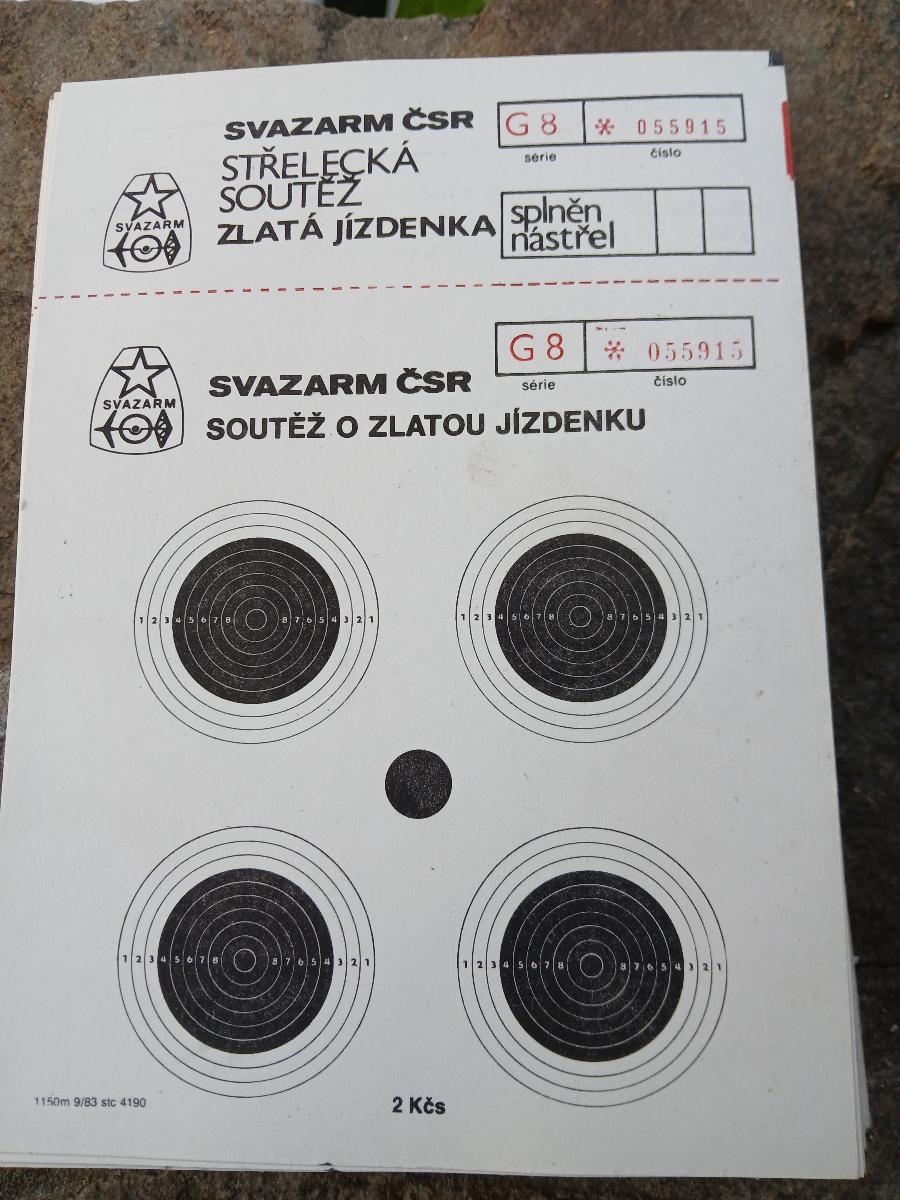 SVAZARM ČSR
STŘELECKÁ
SOUTĚŽ
ZLATÁ JÍZDENKA
G 8 * 055915
série číslo
splněn
nástřel
SVAZARM
G 8 * 055915
série číslo
SVAZARM ČSR
SOUTĚŽ O ZLATOU JÍZDENKU
SVAZARM
1 2 3 4 5 6 7 8 8 7 6 5 4 3 2 1
1 2 3 4 5 6 7 8 8 7 6 5 4 3 2 1
1 2 3 4 5 6 7 8 8 7 6 5 4 3 2 1
1 2 3 4 5 6 7 8 8 7 6 5 4 3 2 1
1150m 9/83 stc 4190
2 Kčs